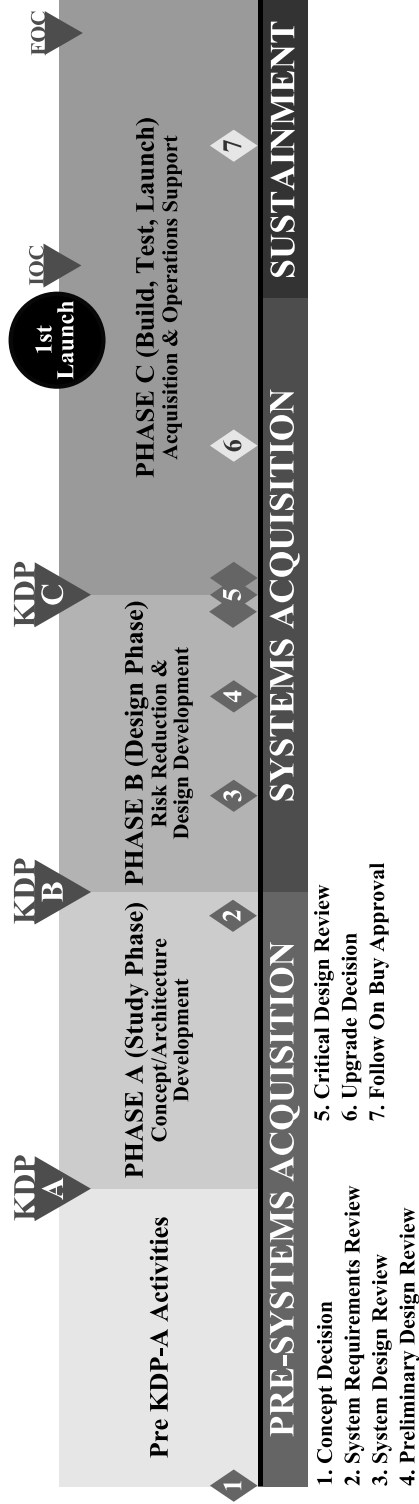 KDP
A
KDP
B
KDP
C
1st
Launch
IOC
FOC
Pre KDP-A Activities
PHASE A (Study Phase)
Concept/Architecture
Development
PHASE B (Design Phase)
Risk Reduction &
Design Development
PHASE C (Build, Test, Launch)
Acquisition & Operations Support
1
2
3
4
5
6
7
PRE-SYSTEMS ACQUISITION
SYSTEMS ACQUISITION
SUSTAINMENT
1. Concept Decision
2. System Requirements Review
3. System Design Review
4. Preliminary Design Review
5. Critical Design Review
6. Upgrade Decision
7. Follow On Buy Approval